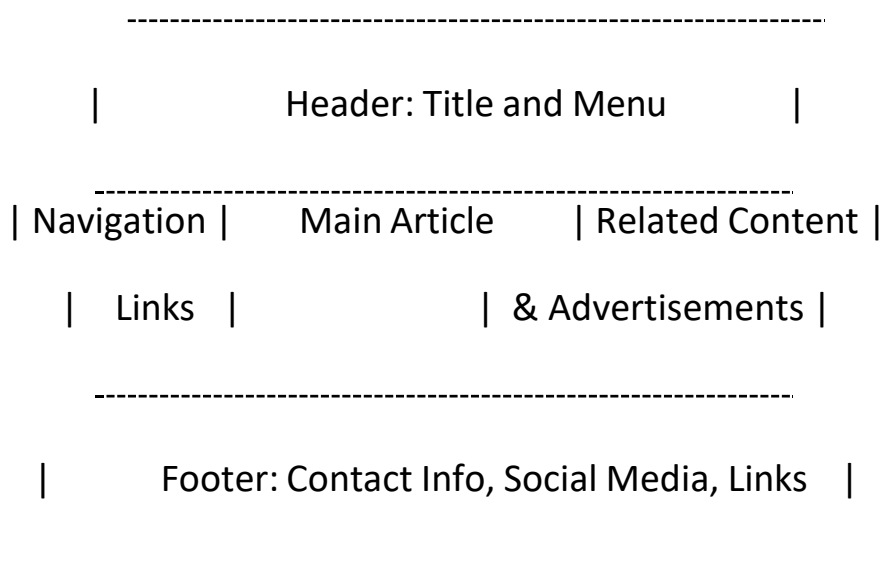 ----------------------------------------------------------------
| Header: Title and Menu |
----------------------------------------------------------------
| Navigation | Main Article | Related Content |
| Links | | & Advertisements |
----------------------------------------------------------------
| Footer: Contact Info, Social Media, Links |